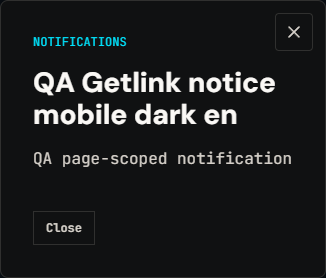 NOTIFICATIONS
QA Getlink notice
mobile dark en
QA page-scoped notification
Close